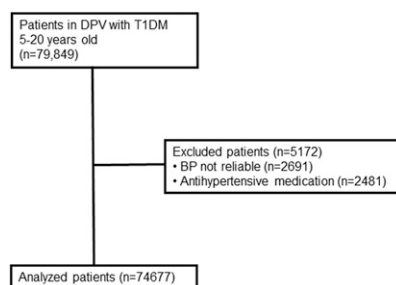 Patients in DPV with T1DM
5-20 years old
(n=79,849)
Excluded patients (n=5172)
• BP not reliable (n=2691)
• Antihypertensive medication (n=2481)
Analyzed patients (n=74677)